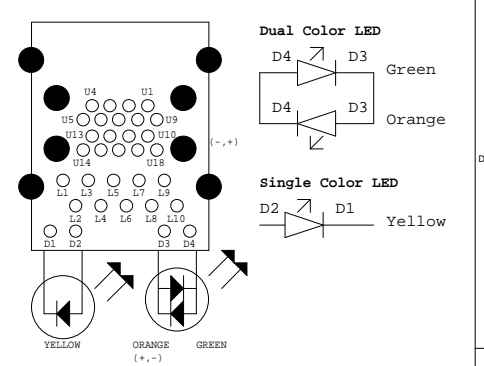 Dual Color LED
D4 D3
Green
D4 D3
Orange
Single Color LED
D2 D1
Yellow
U4 U1
U5 U9
U13 U10
(-,+)
U14 U18
L1 L3 L5 L7 L9
L2 L4 L6 L8 L10
D1 D2 D3 D4
YELLOW ORANGE GREEN
(+,-)
D